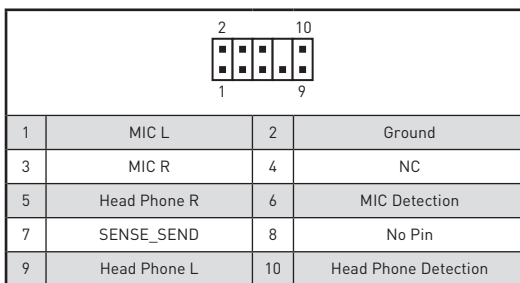 2 10
1 9
1 MIC L 2 Ground
3 MIC R 4 NC
5 Head Phone R 6 MIC Detection
7 SENSE_SEND 8 No Pin
9 Head Phone L 10 Head Phone Detection